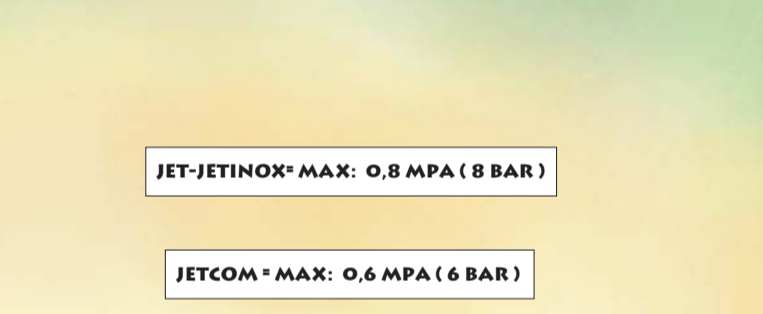 JET-JETINOX= MAX:  0,8 MPA ( 8 BAR )
JETCOM = MAX:  0,6 MPA ( 6 BAR )